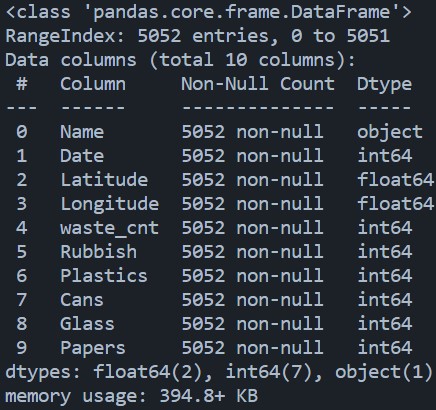 <class 'pandas.core.frame.DataFrame'>
RangeIndex: 5052 entries, 0 to 5051
Data columns (total 10 columns):
 #   Column     Non-Null Count  Dtype
---  ------     --------------  -----
 0   Name       5052 non-null   object
 1   Date       5052 non-null   int64
 2   Latitude   5052 non-null   float64
 3   Longitude  5052 non-null   float64
 4   waste_cnt  5052 non-null   int64
 5   Rubbish    5052 non-null   int64
 6   Plastics   5052 non-null   int64
 7   Cans       5052 non-null   int64
 8   Glass      5052 non-null   int64
 9   Papers     5052 non-null   int64
dtypes: float64(2), int64(7), object(1)
memory usage: 394.8+ KB